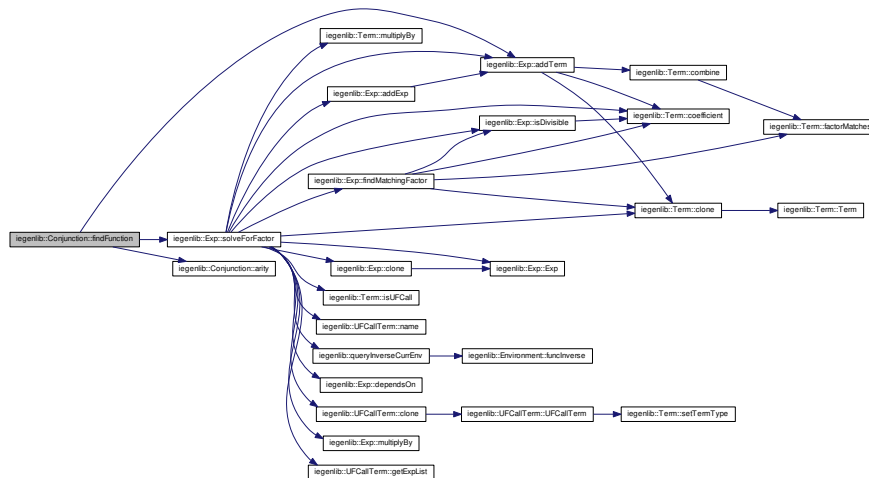 iegenlib::Term::multiplyBy
iegenlib::Exp::addTerm
iegenlib::Term::combine
iegenlib::Exp::addExp
iegenlib::Term::coefficient
iegenlib::Exp::isDivisible
iegenlib::Term::factorMatches
iegenlib::Exp::findMatchingFactor
iegenlib::Term::clone
iegenlib::Term::Term
iegenlib::Conjunction::findFunction
iegenlib::Exp::solveForFactor
iegenlib::Conjunction::arity
iegenlib::Exp::clone
iegenlib::Exp::Exp
iegenlib::Term::isUFCall
iegenlib::UFCallTerm::name
iegenlib::queryInverseCurrEnv
iegenlib::Environment::funcInverse
iegenlib::Exp::dependsOn
iegenlib::UFCallTerm::clone
iegenlib::UFCallTerm::UFCallTerm
iegenlib::Term::setTermType
iegenlib::Exp::multiplyBy
iegenlib::UFCallTerm::getExpList